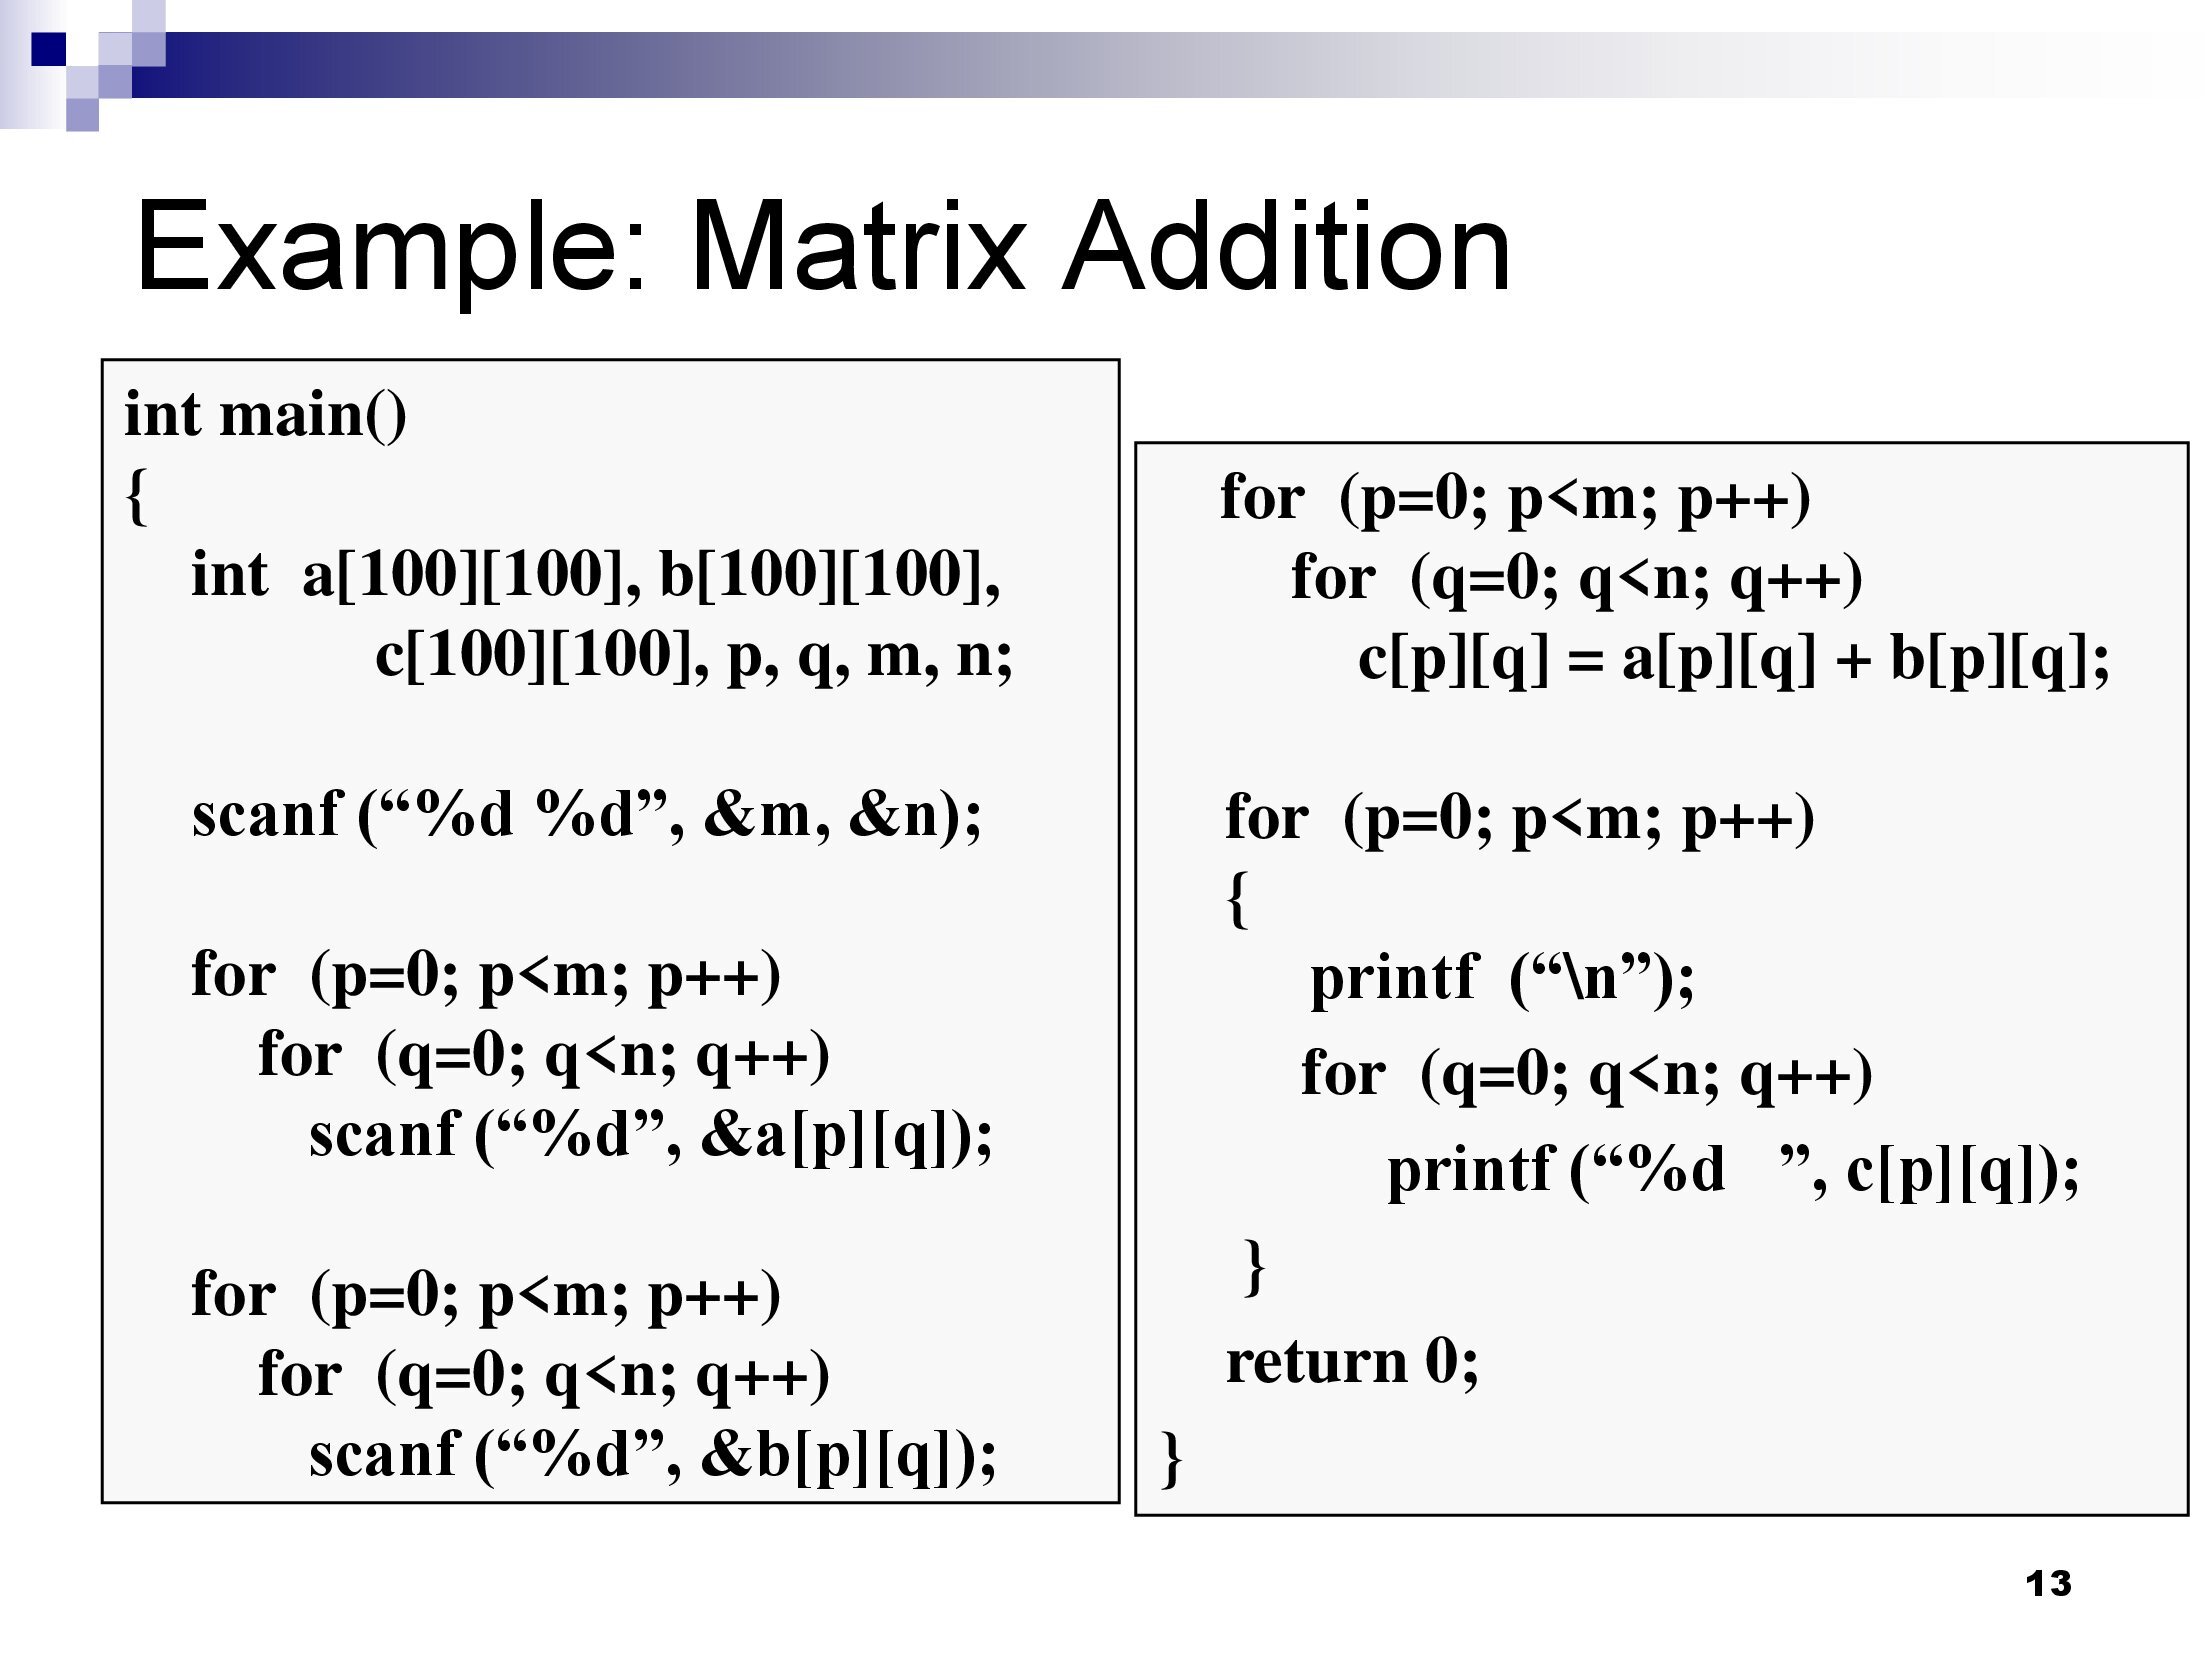 Example: Matrix Addition
int main()
{
int  a[100][100], b[100][100],
c[100][100], p, q, m, n;
scanf (“%d %d”, &m, &n);
for  (p=0; p<m; p++)
for  (q=0; q<n; q++)
scanf (“%d”, &a[p][q]);
for  (p=0; p<m; p++)
for  (q=0; q<n; q++)
scanf (“%d”, &b[p][q]);
for  (p=0; p<m; p++)
for  (q=0; q<n; q++)
c[p][q] = a[p][q] + b[p][q];
for  (p=0; p<m; p++)
{
printf  (“\n”);
for  (q=0; q<n; q++)
printf (“%d   ”, c[p][q]);
}
return 0;
}
13